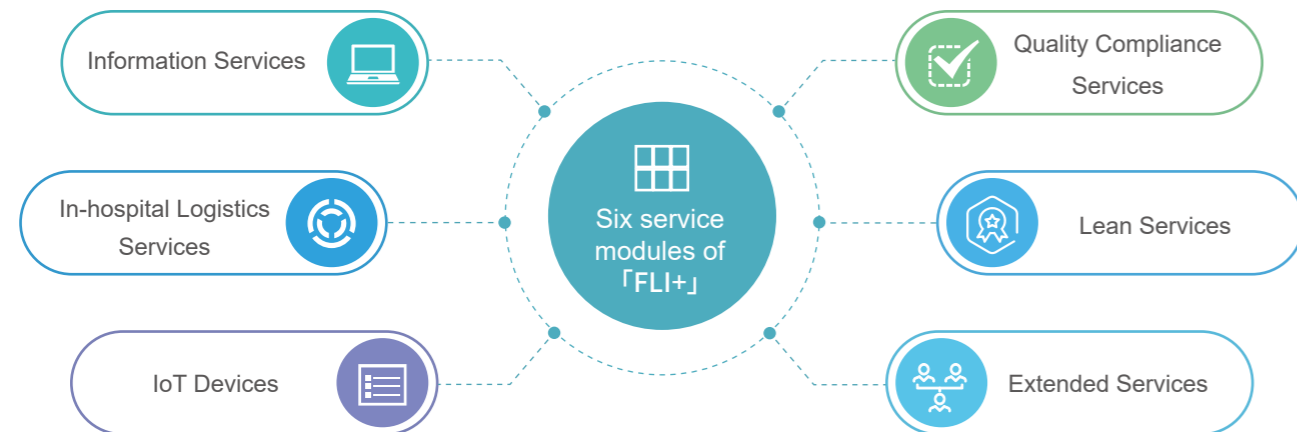 Information Services
In-hospital Logistics
Services
IoT Devices
Six service
modules of
「FLI+」
Quality Compliance
Services
Lean Services
Extended Services